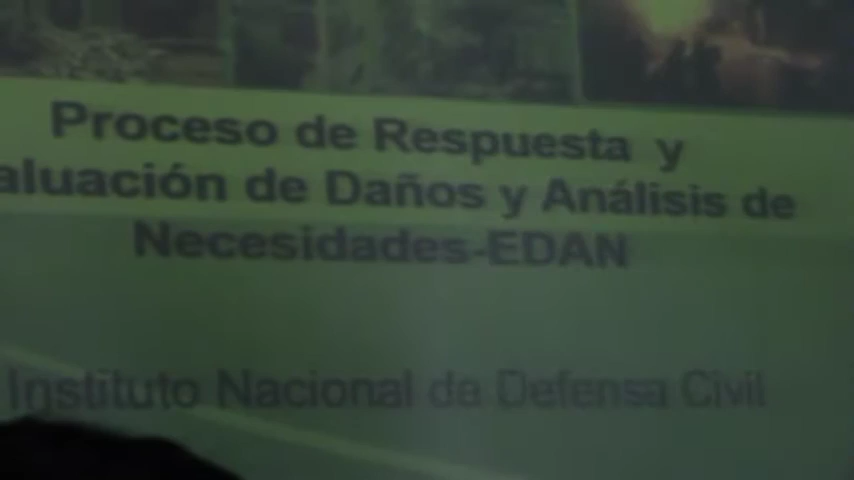 Proceso de Respuesta y
aluación de Daños y Análisis de
Necesidades-EDAN
Instituto Nacional de Defensa Civil